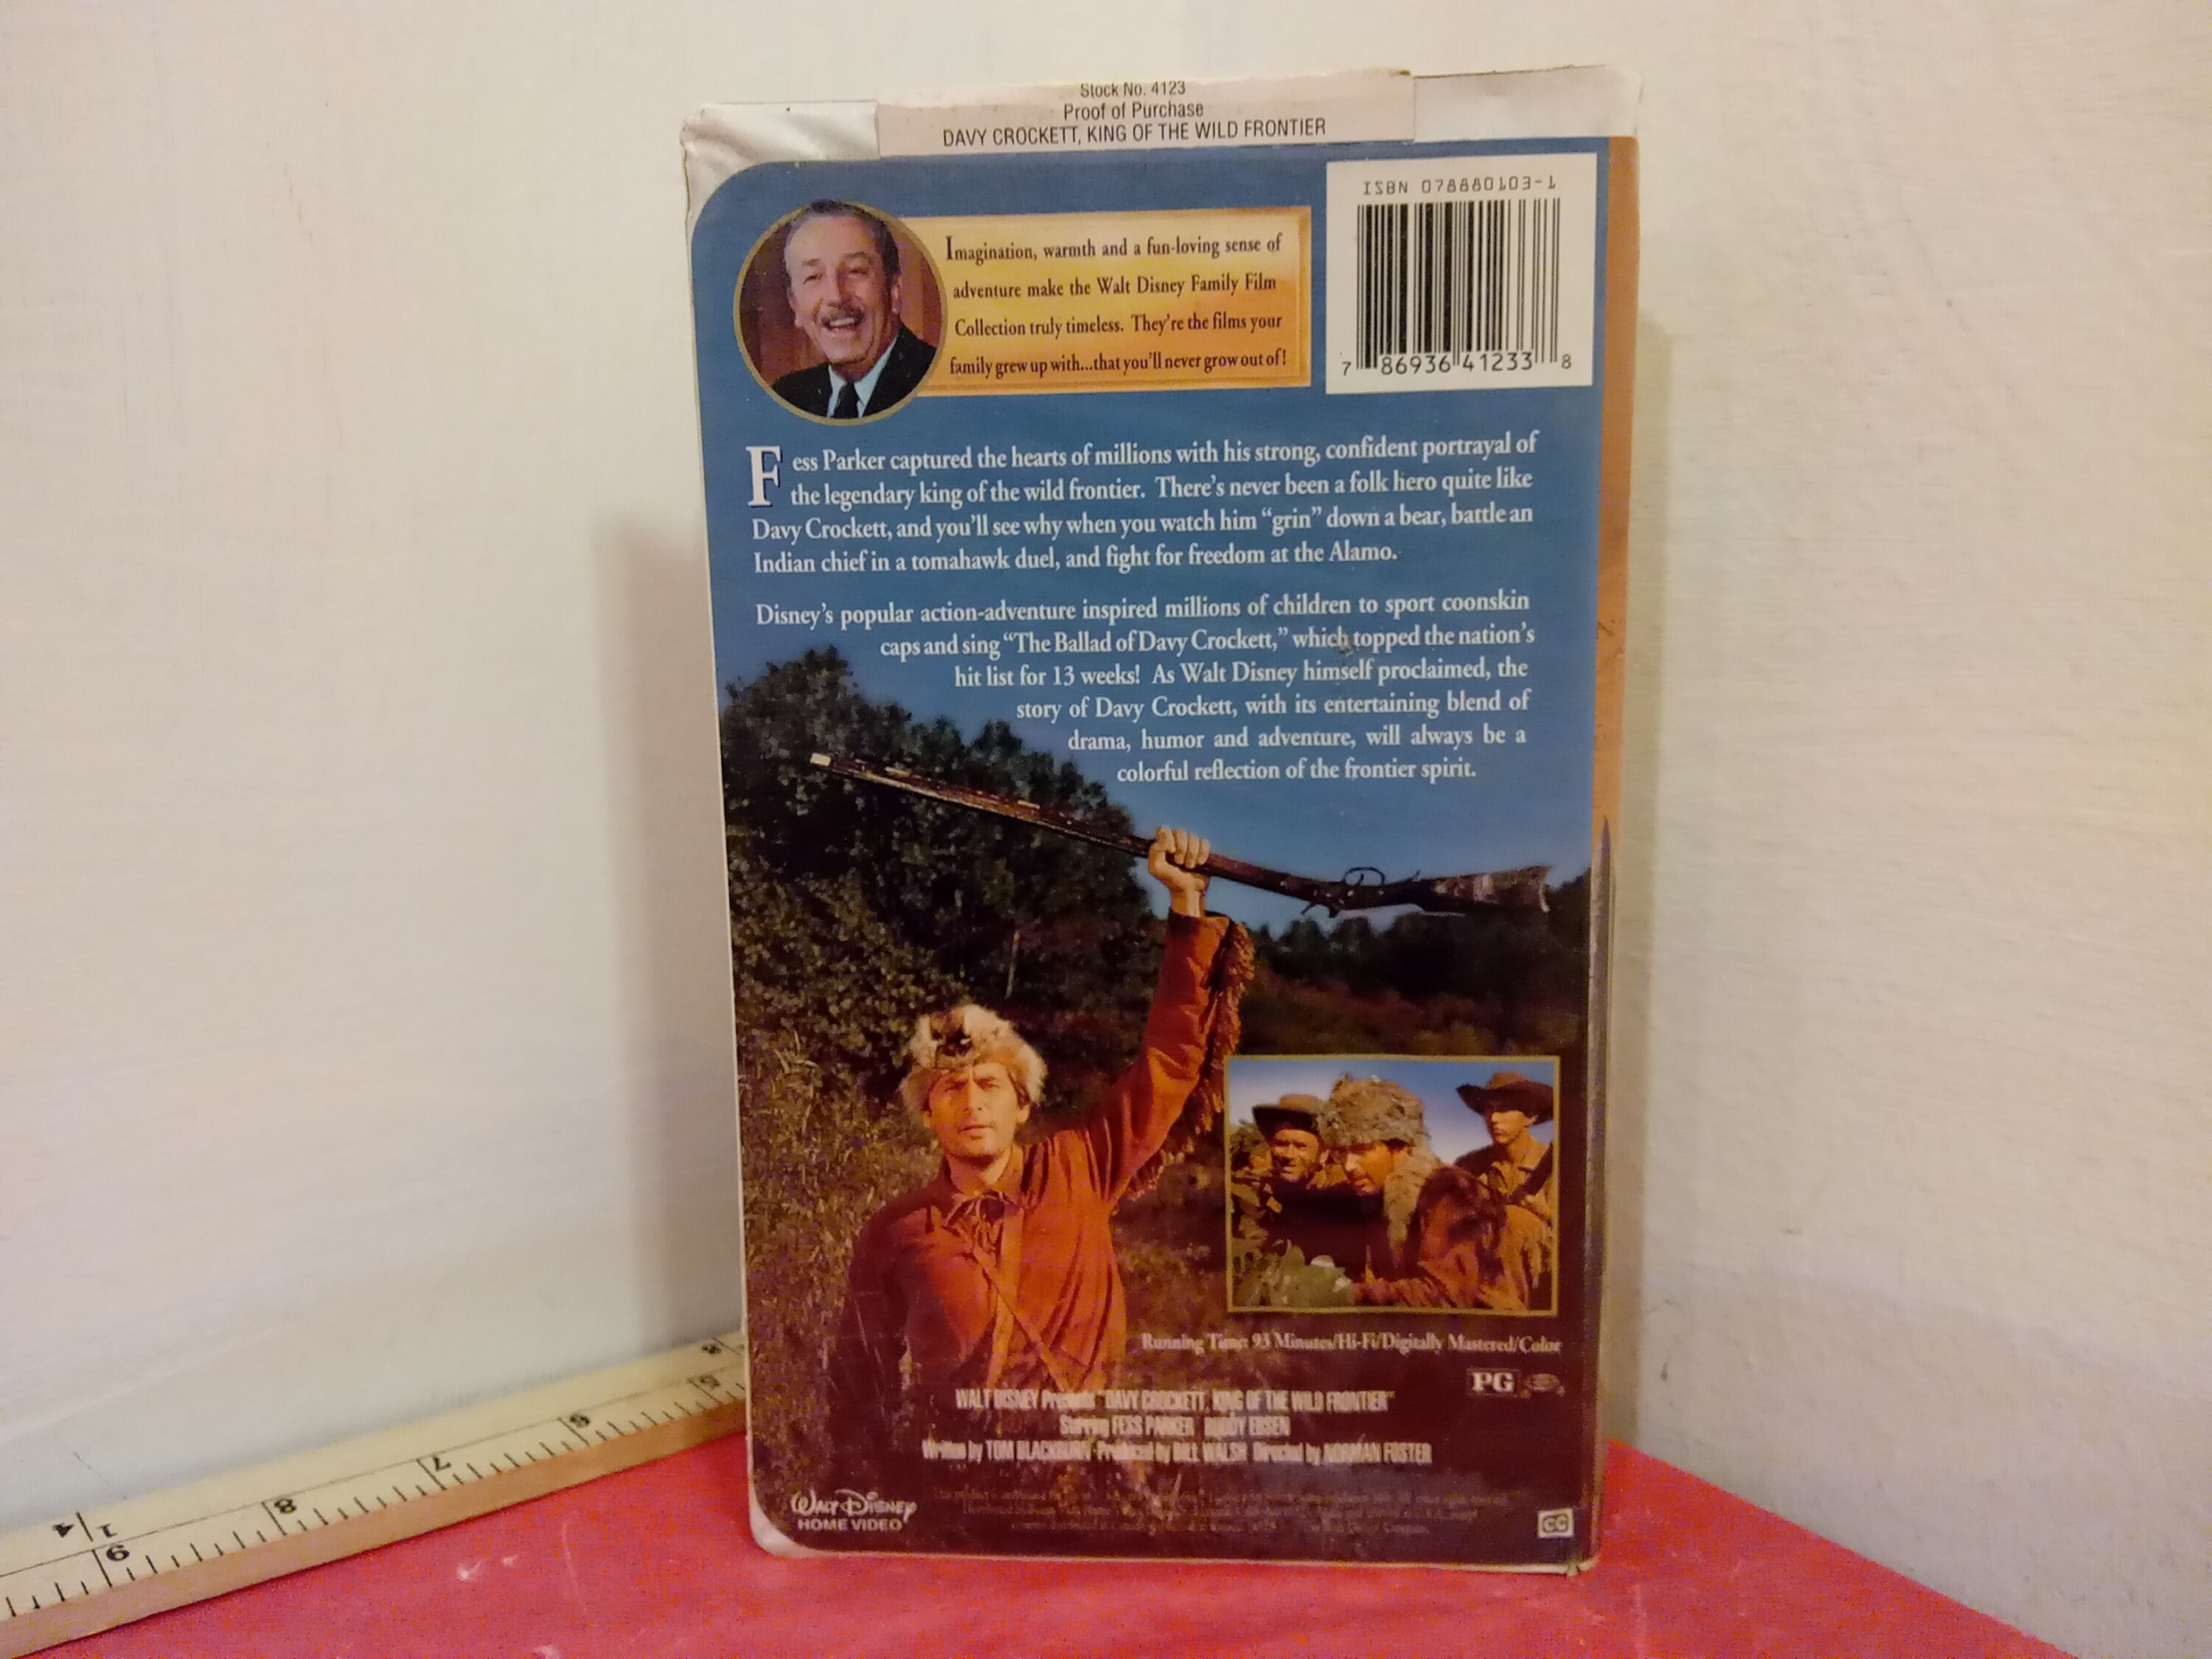 Stock No. 4123
Proof of Purchase
DAVY CROCKETT, KING OF THE WILD FRONTIER
ISBN 078880103-1
7 86936 41233 8
Imagination, warmth and a fun-loving sense of
adventure make the Walt Disney Family Film
Collection truly timeless. They're the films your
family grew up with...that you'll never grow out of!
Fess Parker captured the hearts of millions with his strong, confident portrayal of
the legendary king of the wild frontier. There's never been a folk hero quite like
Davy Crockett, and you'll see why when you watch him "grin" down a bear, battle an
Indian chief in a tomahawk duel, and fight for freedom at the Alamo.
Disney's popular action-adventure inspired millions of children to sport coonskin
caps and sing "The Ballad of Davy Crockett," which topped the nation's
hit list for 13 weeks! As Walt Disney himself proclaimed, the
story of Davy Crockett, with its entertaining blend of
drama, humor and adventure, will always be a
colorful reflection of the frontier spirit.
Running Time: 93 Minutes/Hi-Fi/Digitally Mastered/Color
PG
WALT DISNEY Presents "DAVY CROCKETT, KING OF THE WILD FRONTIER"
Starring FESS PARKER BUDDY EBSEN
Written by TOM BLACKBURN Produced by BILL WALSH Directed by NORMAN FOSTER
WALT DISNEY
HOME VIDEO
CC
5
6
7
8
9